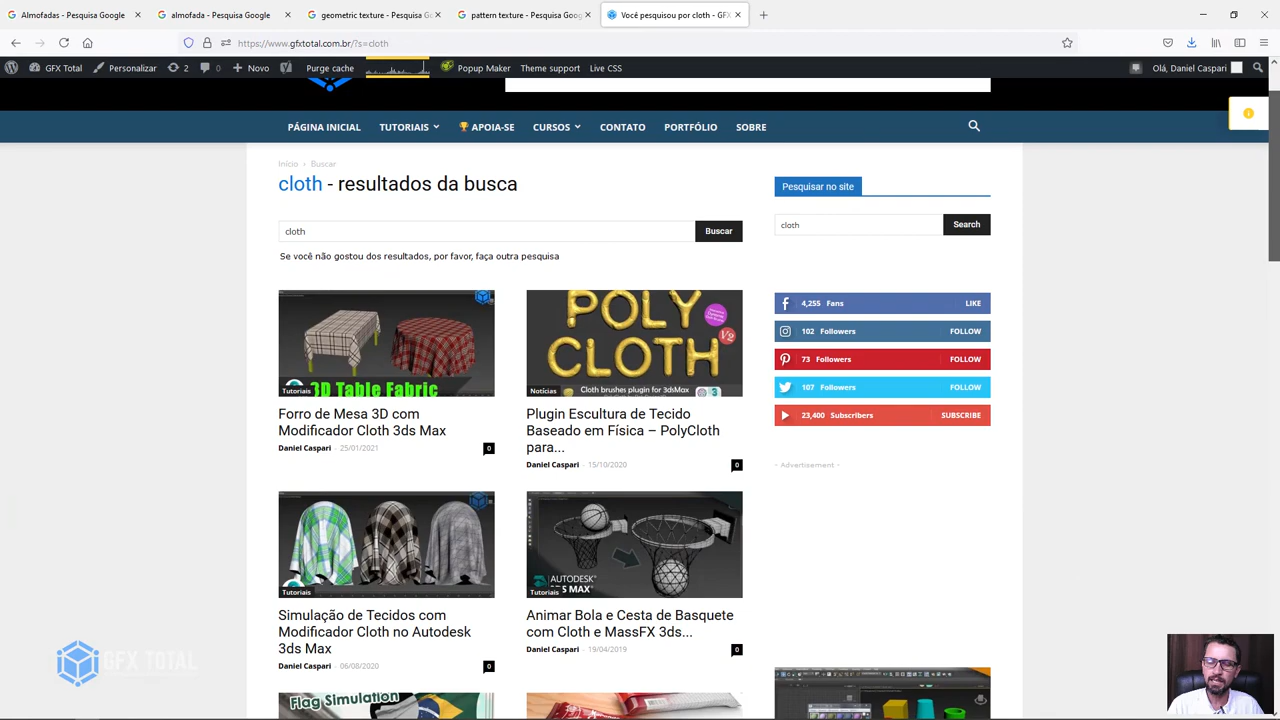 Almofadas - Pesquisa Google
almofada - Pesquisa Google
geometric texture - Pesquisa G
pattern texture - Pesquisa Goog
Você pesquisou por cloth - GFX
https://www.gfxtotal.com.br/?s=cloth
GFX Total
Personalizar
2
0
Novo
Purge cache
Popup Maker
Theme support
Live CSS
Olá, Daniel Caspari
PÁGINA INICIAL
TUTORIAIS
APOIA-SE
CURSOS
CONTATO
PORTFÓLIO
SOBRE
Início › Buscar
cloth - resultados da busca
cloth
Buscar
Se você não gostou dos resultados, por favor, faça outra pesquisa
Pesquisar no site
cloth
Search
4,255 Fans LIKE
102 Followers FOLLOW
73 Followers FOLLOW
107 Followers FOLLOW
23,400 Subscribers SUBSCRIBE
- Advertisement -
3D Table Fabric
Tutoriais
Forro de Mesa 3D com
Modificador Cloth 3ds Max
Daniel Caspari - 25/01/2021
0
POLY
CLOTH
V2
Cloth brushes plugin for 3dsMax
Notícias
Plugin Escultura de Tecido
Baseado em Física – PolyCloth
para...
Daniel Caspari - 15/10/2020
0
Tutoriais
Simulação de Tecidos com
Modificador Cloth no Autodesk
3ds Max
Daniel Caspari - 06/08/2020
0
AUTODESK
3DS MAX
Tutoriais
Animar Bola e Cesta de Basquete
com Cloth e MassFX 3ds...
Daniel Caspari - 19/04/2019
0
Flag Simulation
GFX TOTAL